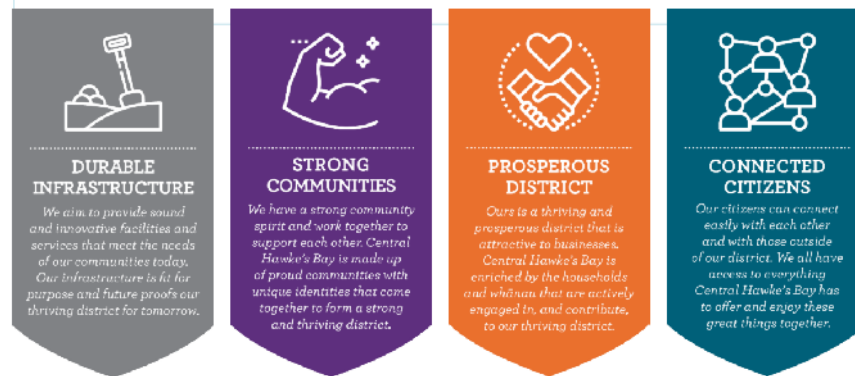 DURABLE
INFRASTRUCTURE
We aim to provide sound
and innovative facilities and
services that meet the needs
of our communities today.
Our infrastructure is fit for
purpose and future proofs our
thriving district for tomorrow.
STRONG
COMMUNITIES
We have a strong community
spirit and work together to
support each other. Central
Hawke's Bay is made up
of proud communities with
unique identities that come
together to form a strong
and thriving district.
PROSPEROUS
DISTRICT
Ours is a thriving and
prosperous district that is
attractive to businesses.
Central Hawke's Bay is
enriched by the households
and whānau that are actively
engaged in, and contribute,
to our thriving district.
CONNECTED
CITIZENS
Our citizens can connect
easily with each other
and with those outside
of our district. We all have
access to everything
Central Hawke's Bay has
to offer and enjoy these
great things together.